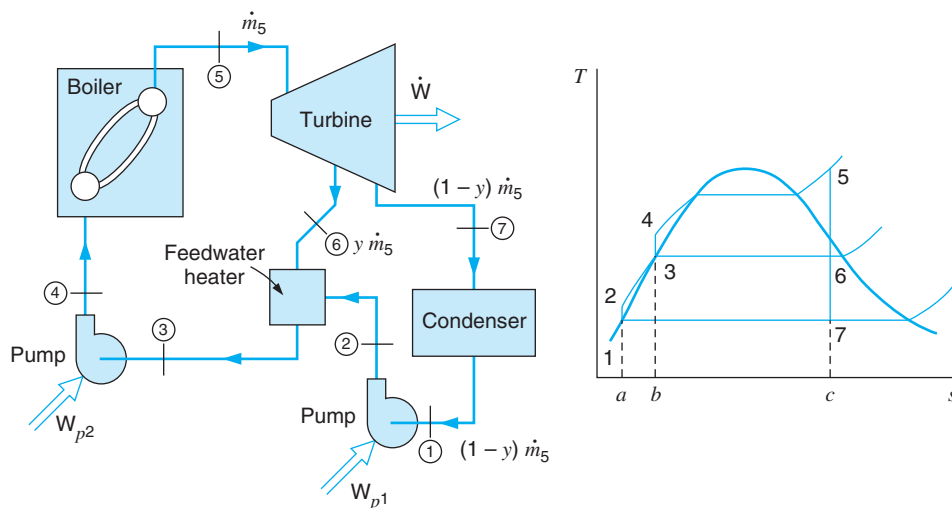 ṁ5
5
Boiler
Turbine
Ẇ
(1 − y) ṁ5
6
y ṁ5
7
Feedwater
heater
4
3
2
Condenser
Pump
Pump
Wp2
1
(1 − y) ṁ5
Wp1
T
5
4
3
6
2
7
1
a
b
c
s